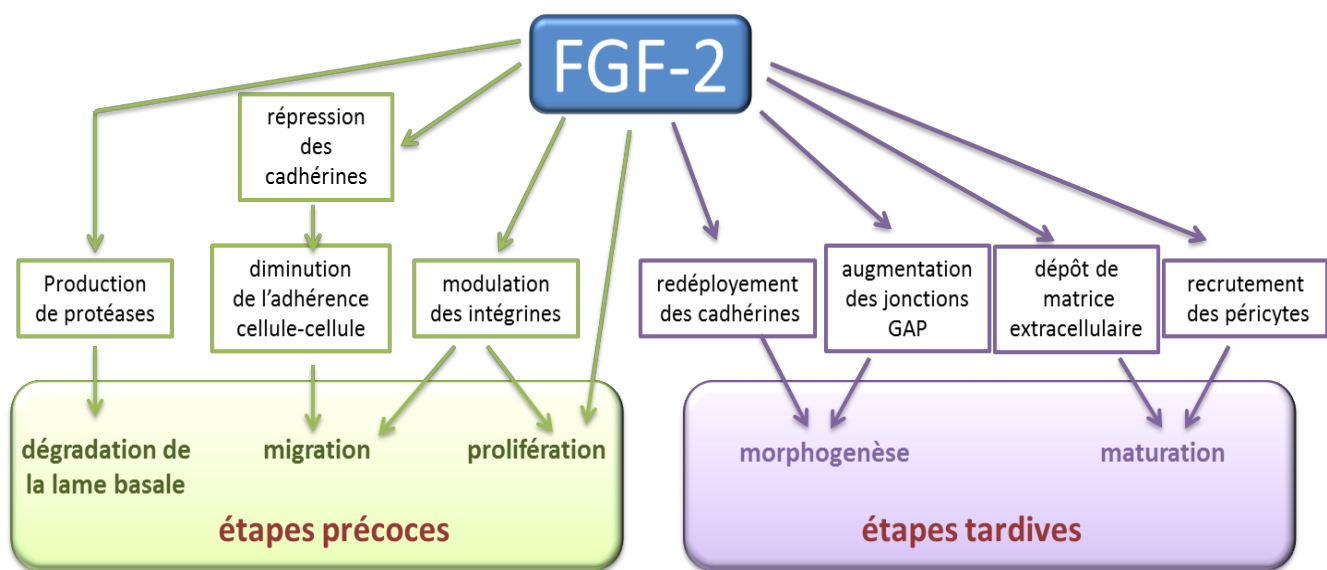 FGF-2
répression
des
cadhérines
Production
de protéases
diminution
de l’adhérence
cellule-cellule
modulation
des intégrines
redéployement
des cadhérines
augmentation
des jonctions
GAP
dépôt de
matrice
extracellulaire
recrutement
des péricytes
dégradation de
la lame basale
migration
prolifération
étapes précoces
morphogenèse
maturation
étapes tardives